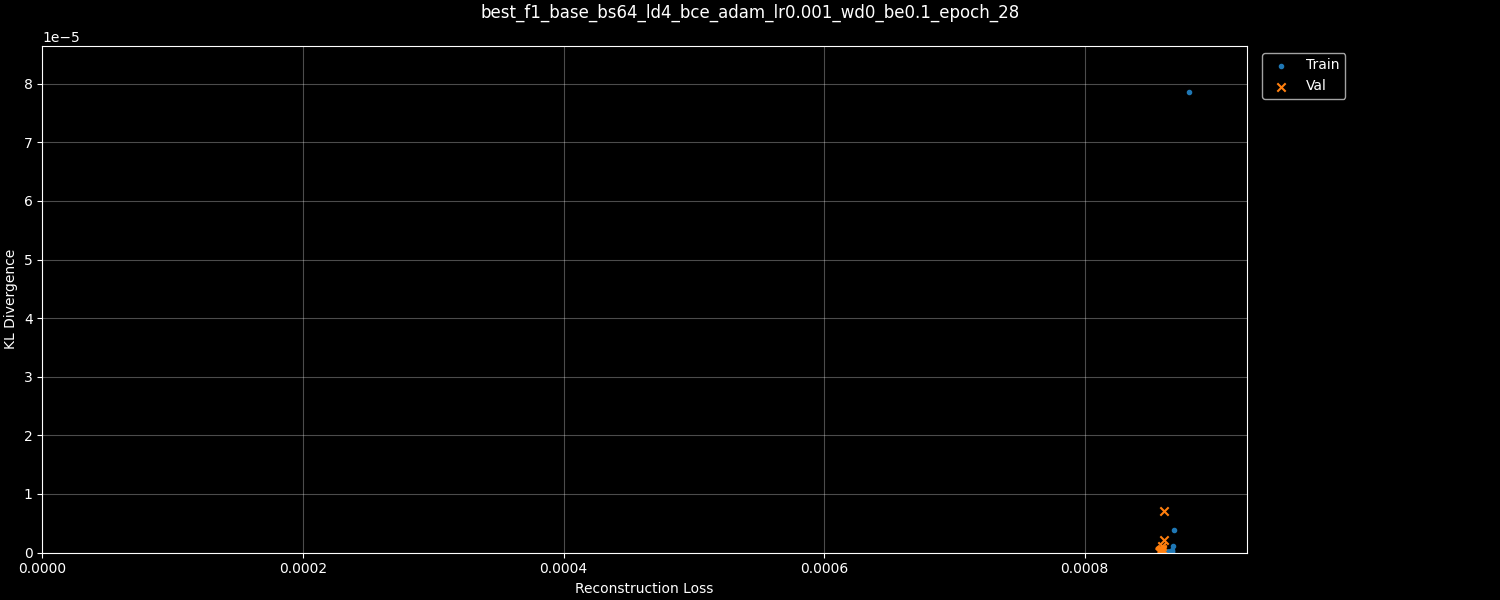 best_f1_base_bs64_ld4_bce_adam_lr0.001_wd0_be0.1_epoch_28
1e−5
8
7
6
5
4
3
2
1
0
KL Divergence
0.0000 0.0002 0.0004 0.0006 0.0008
Reconstruction Loss
Train
Val